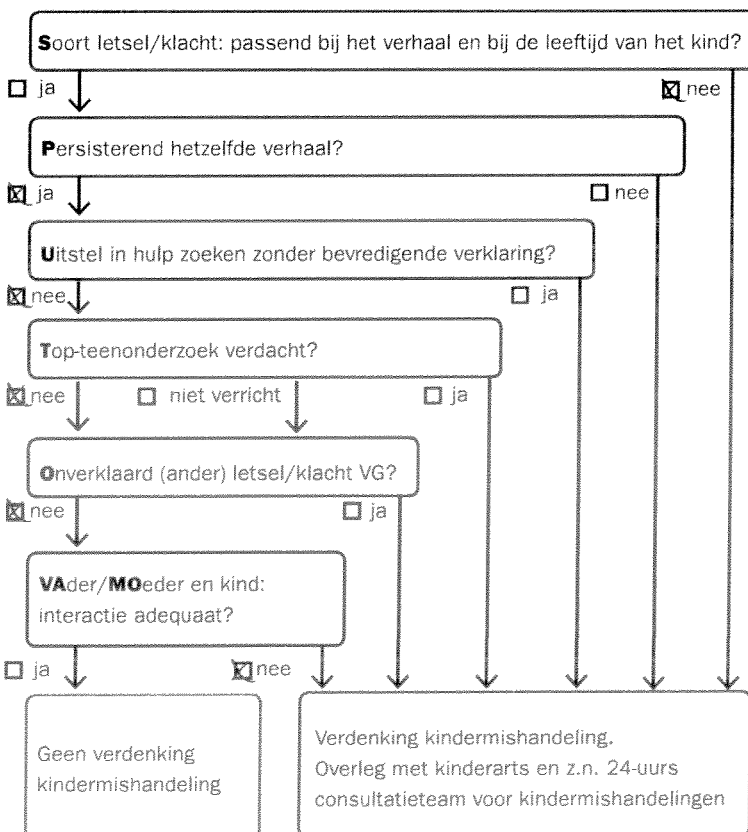 Soort letsel/klacht: passend bij het verhaal en bij de leeftijd van het kind?
ja nee
Persisterend hetzelfde verhaal?
ja nee
Uitstel in hulp zoeken zonder bevredigende verklaring?
nee ja
Top-teenonderzoek verdacht?
nee niet verricht ja
Onverklaard (ander) letsel/klacht VG?
nee ja
VAder/MOeder en kind:
interactie adequaat?
ja nee
Geen verdenking
kindermishandeling
Verdenking kindermishandeling.
Overleg met kinderarts en z.n. 24-uurs
consultatieteam voor kindermishandelingen